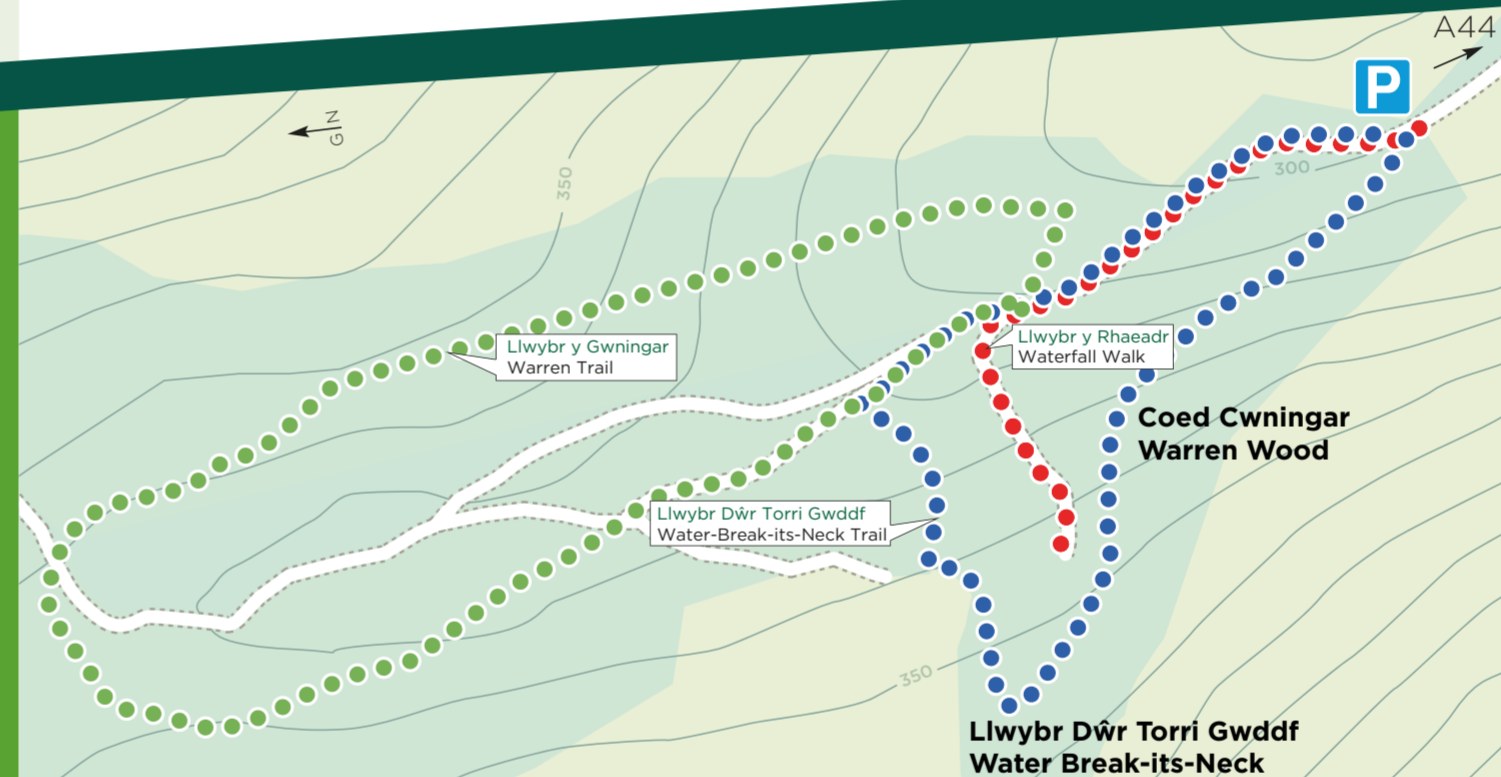 A44
P
N
G
350
300
Llwybr y Gwningar
Warren Trail
Llwybr y Rhaeadr
Waterfall Walk
Coed Cwningar
Warren Wood
Llwybr Dŵr Torri Gwddf
Water-Break-its-Neck Trail
350
Llwybr Dŵr Torri Gwddf
Water Break-its-Neck